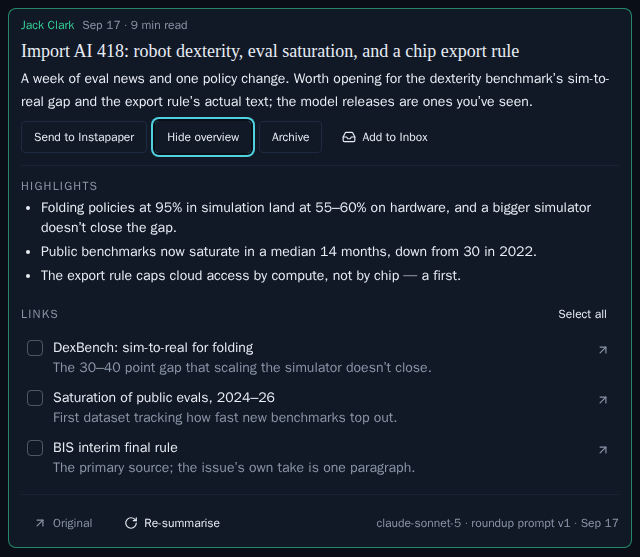 Jack Clark Sep 17 · 9 min read
Import AI 418: robot dexterity, eval saturation, and a chip export rule
A week of eval news and one policy change. Worth opening for the dexterity benchmark’s sim-to-
real gap and the export rule’s actual text; the model releases are ones you’ve seen.
Send to Instapaper Hide overview Archive Add to Inbox
HIGHLIGHTS
• Folding policies at 95% in simulation land at 55–60% on hardware, and a bigger simulator
doesn’t close the gap.
• Public benchmarks now saturate in a median 14 months, down from 30 in 2022.
• The export rule caps cloud access by compute, not by chip — a first.
LINKS Select all
DexBench: sim-to-real for folding
The 30–40 point gap that scaling the simulator doesn’t close.
Saturation of public evals, 2024–26
First dataset tracking how fast new benchmarks top out.
BIS interim final rule
The primary source; the issue’s own take is one paragraph.
Original Re-summarise claude-sonnet-5 · roundup prompt v1 · Sep 17